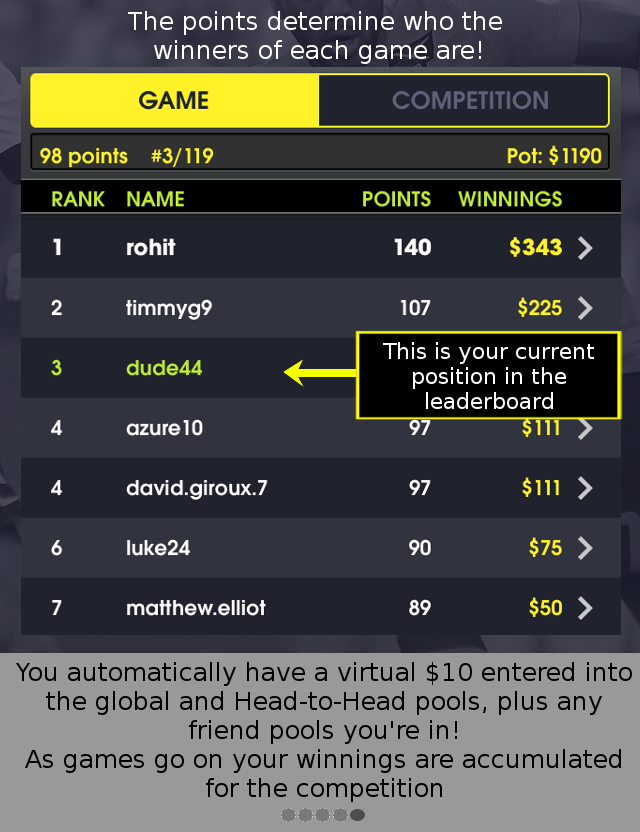 The points determine who the
winners of each game are!
GAME COMPETITION
98 points #3/119 Pot: $1190
RANK NAME POINTS WINNINGS
1 rohit 140 $343
2 timmyg9 107 $225
3 dude44
This is your current
position in the
leaderboard
4 azure10 97 $111
4 david.giroux.7 97 $111
6 luke24 90 $75
7 matthew.elliot 89 $50
You automatically have a virtual $10 entered into
the global and Head-to-Head pools, plus any
friend pools you're in!
As games go on your winnings are accumulated
for the competition